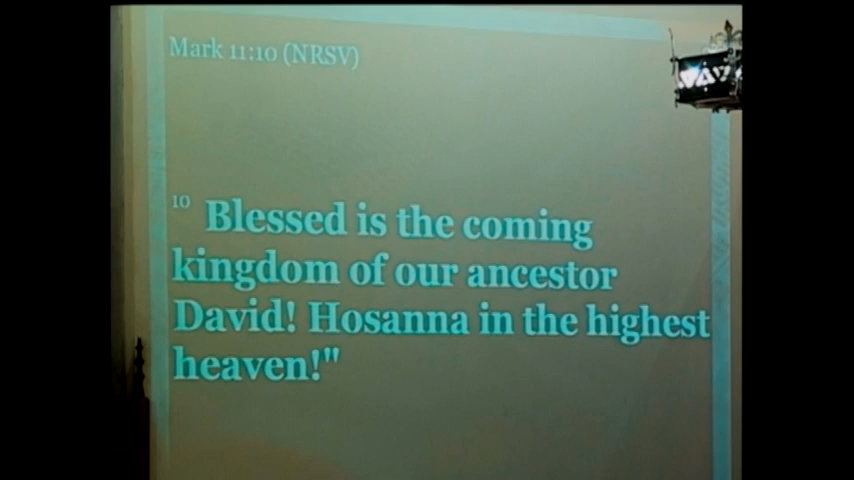 Mark 11:10 (NRSV)
10 Blessed is the coming
kingdom of our ancestor
David! Hosanna in the highest
heaven!"